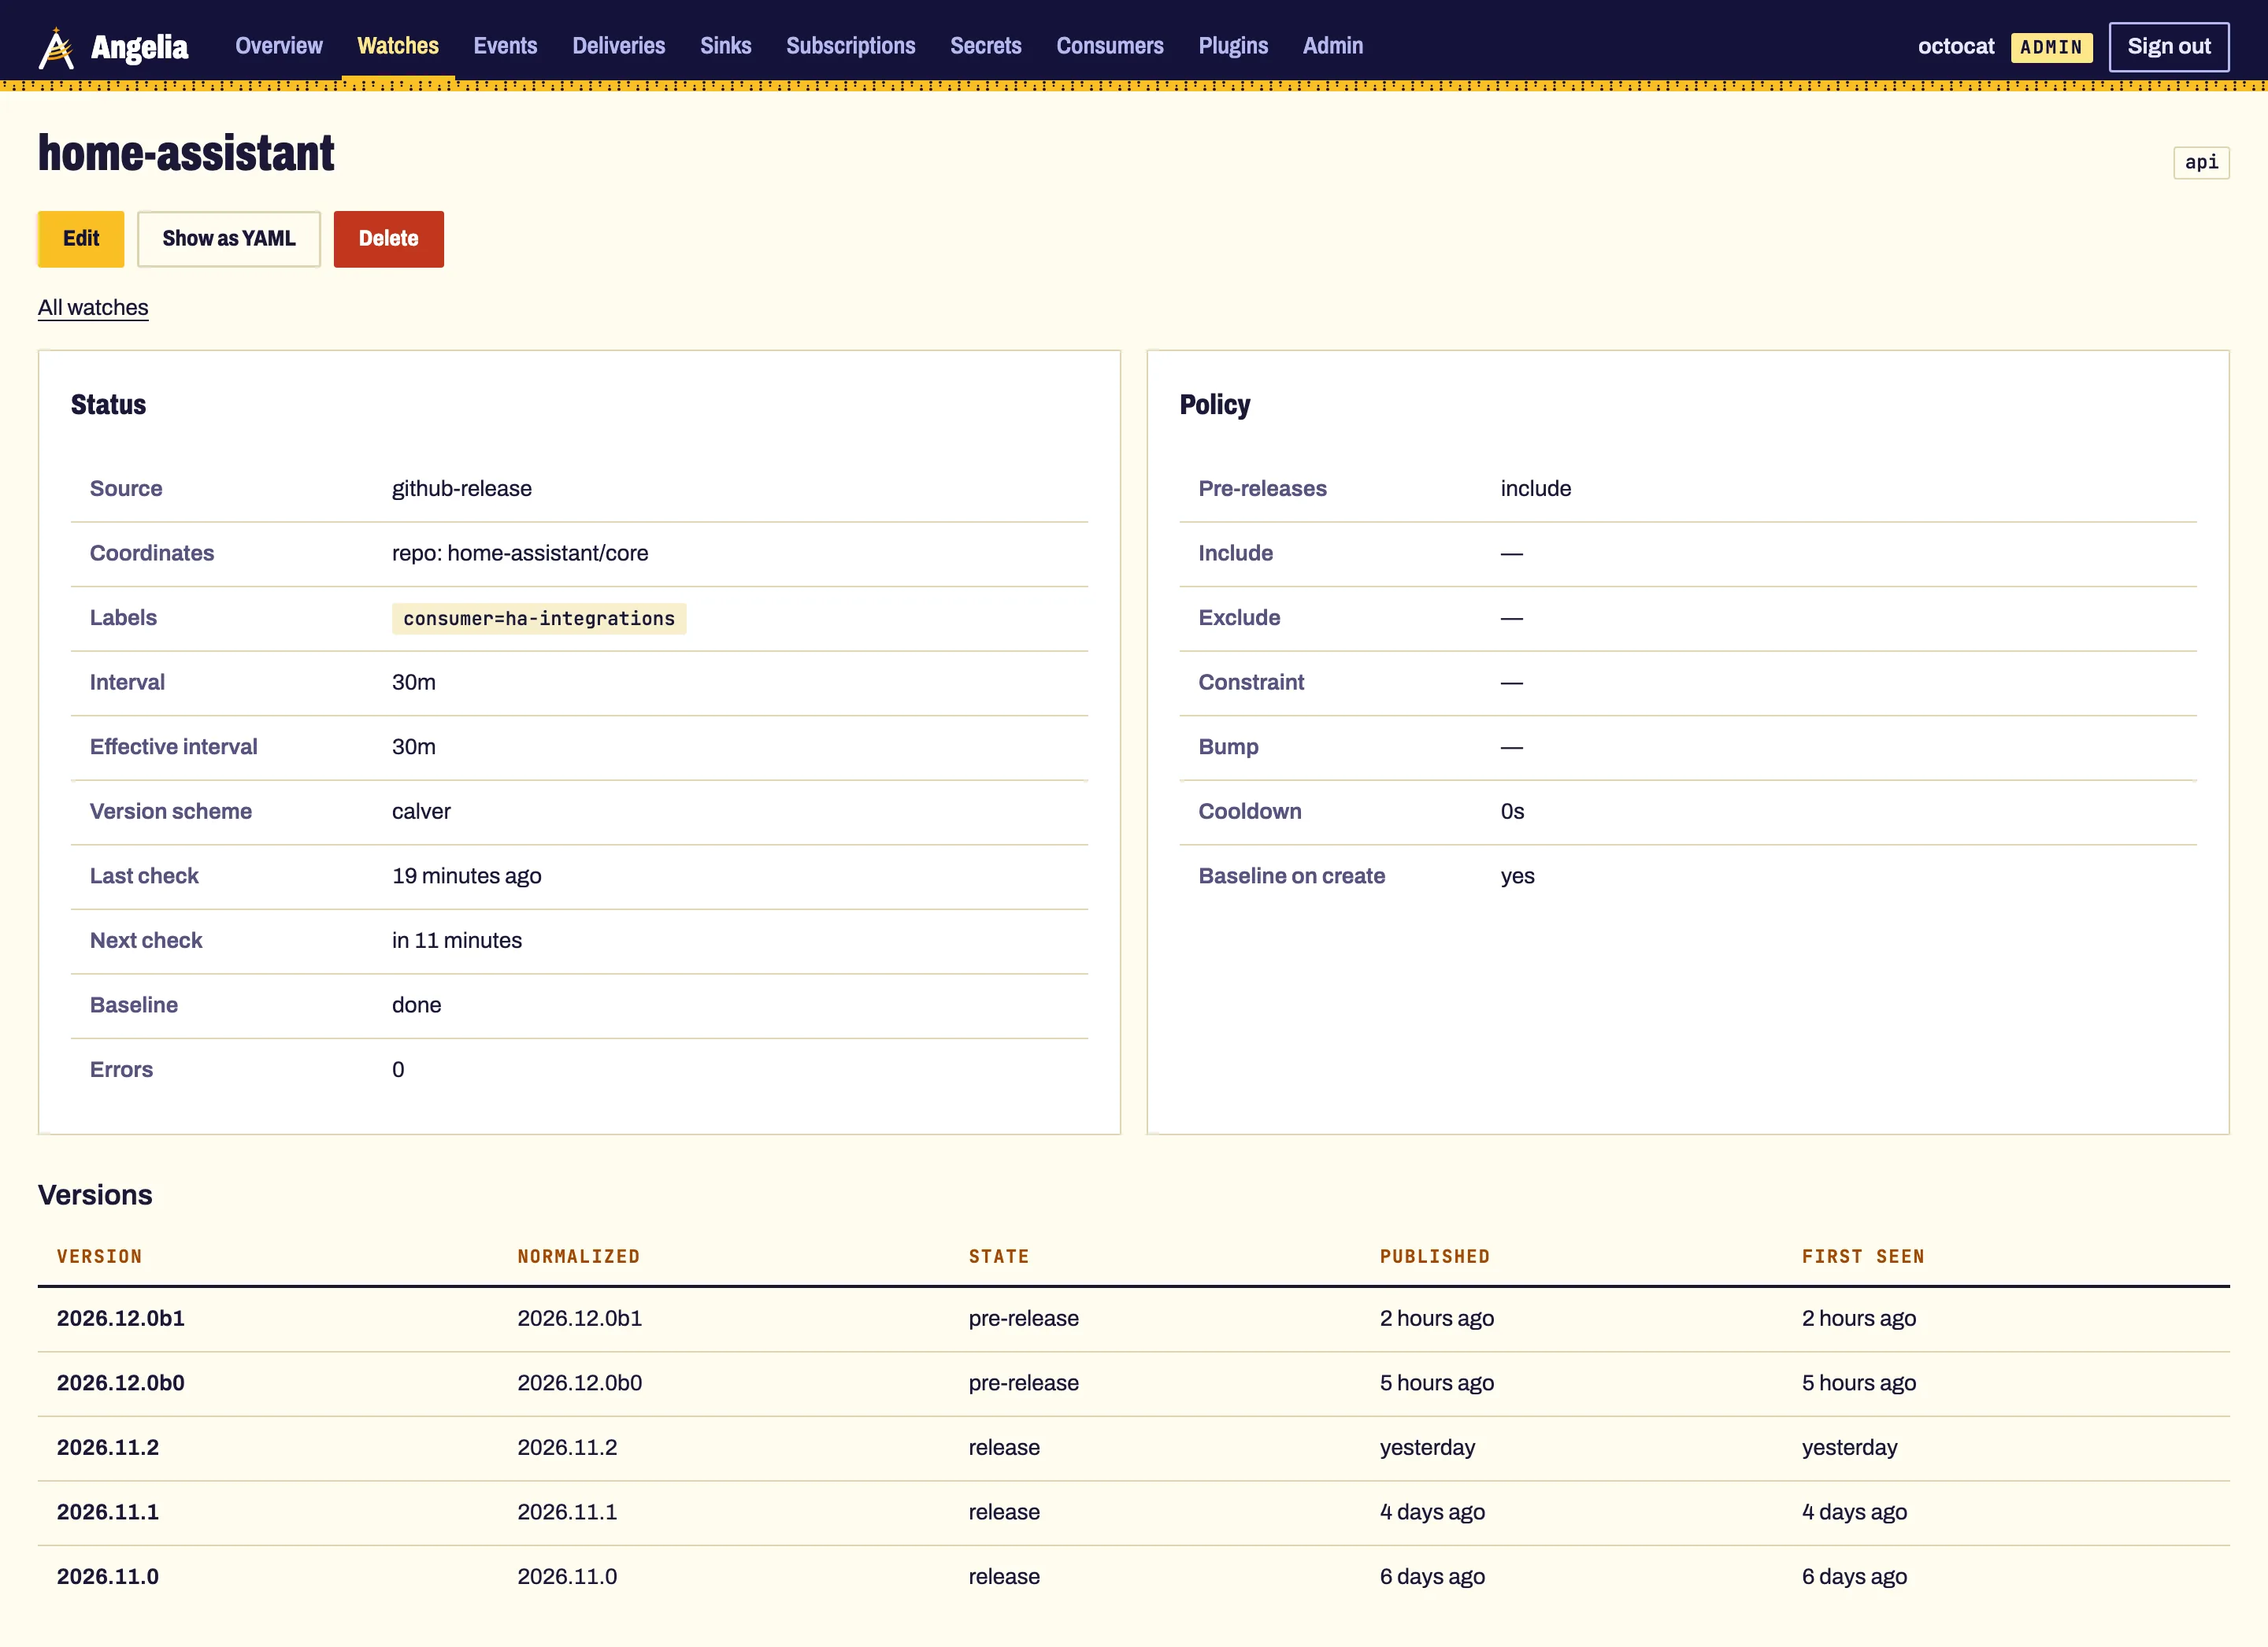 Angelia Overview Watches Events Deliveries Sinks Subscriptions Secrets Consumers Plugins Admin octocat ADMIN Sign out
home-assistant
api
Edit Show as YAML Delete
All watches
Status
Source github-release
Coordinates repo: home-assistant/core
Labels consumer=ha-integrations
Interval 30m
Effective interval 30m
Version scheme calver
Last check 19 minutes ago
Next check in 11 minutes
Baseline done
Errors 0
Policy
Pre-releases include
Include —
Exclude —
Constraint —
Bump —
Cooldown 0s
Baseline on create yes
Versions
VERSION NORMALIZED STATE PUBLISHED FIRST SEEN
2026.12.0b1 2026.12.0b1 pre-release 2 hours ago 2 hours ago
2026.12.0b0 2026.12.0b0 pre-release 5 hours ago 5 hours ago
2026.11.2 2026.11.2 release yesterday yesterday
2026.11.1 2026.11.1 release 4 days ago 4 days ago
2026.11.0 2026.11.0 release 6 days ago 6 days ago